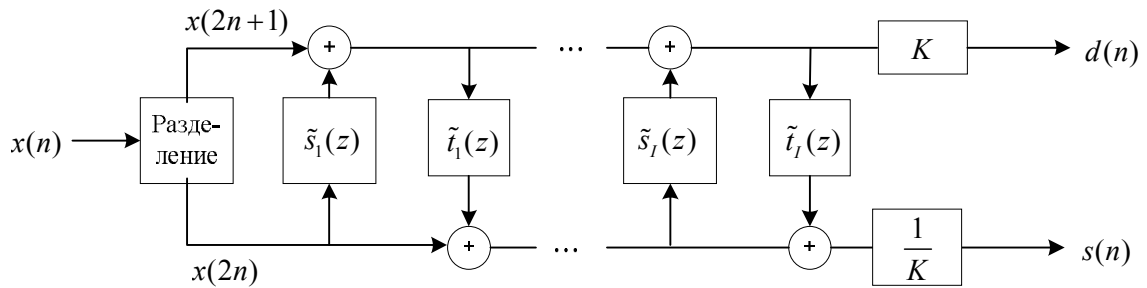 x(2n+1)
+
...
+
K
d(n)
x(n)
Разде-
ление
s̃₁(z)
t̃₁(z)
s̃_I(z)
t̃_I(z)
x(2n)
+
...
+
1/K
s(n)